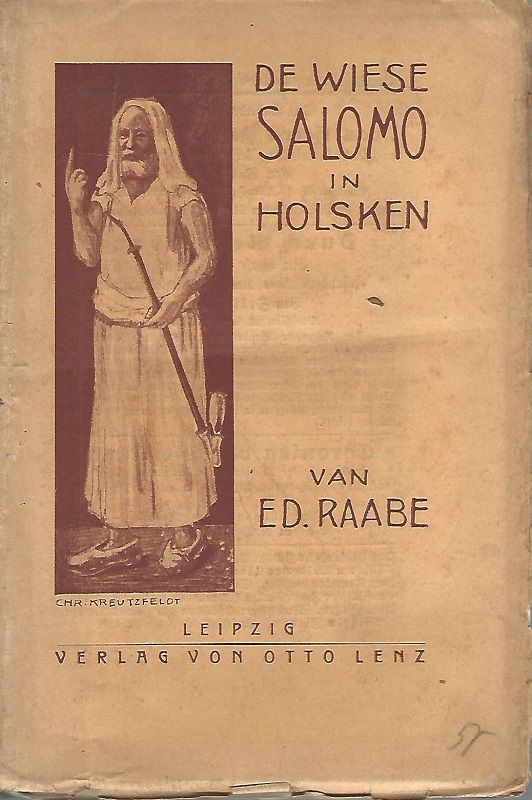 DE WIESE
SALOMO
IN
HOLSKEN
VAN
ED. RAABE
CHR. KREUTZFELDT
LEIPZIG
VERLAG VON OTTO LENZ